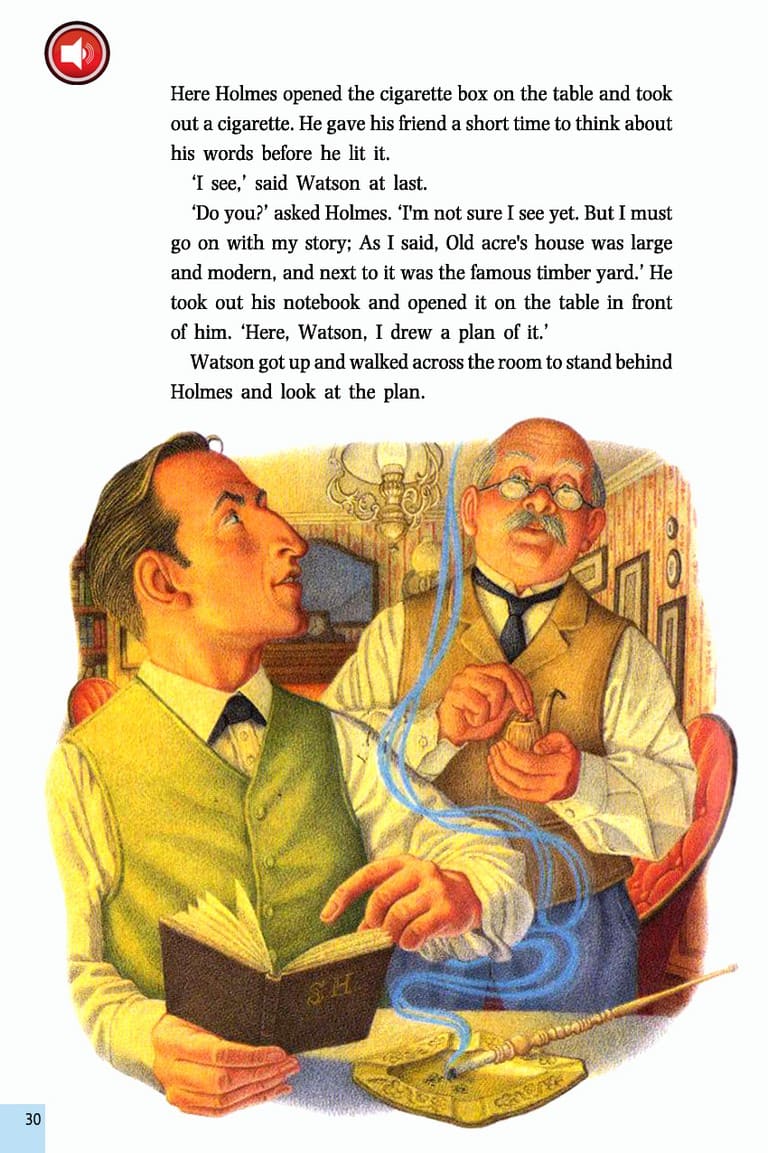 Here Holmes opened the cigarette box on the table and took
out a cigarette. He gave his friend a short time to think about
his words before he lit it.
‘I see,’ said Watson at last.
‘Do you?’ asked Holmes. ‘I'm not sure I see yet. But I must
go on with my story; As I said, Old acre's house was large
and modern, and next to it was the famous timber yard.’ He
took out his notebook and opened it on the table in front
of him. ‘Here, Watson, I drew a plan of it.’
Watson got up and walked across the room to stand behind
Holmes and look at the plan.
S.H.
30